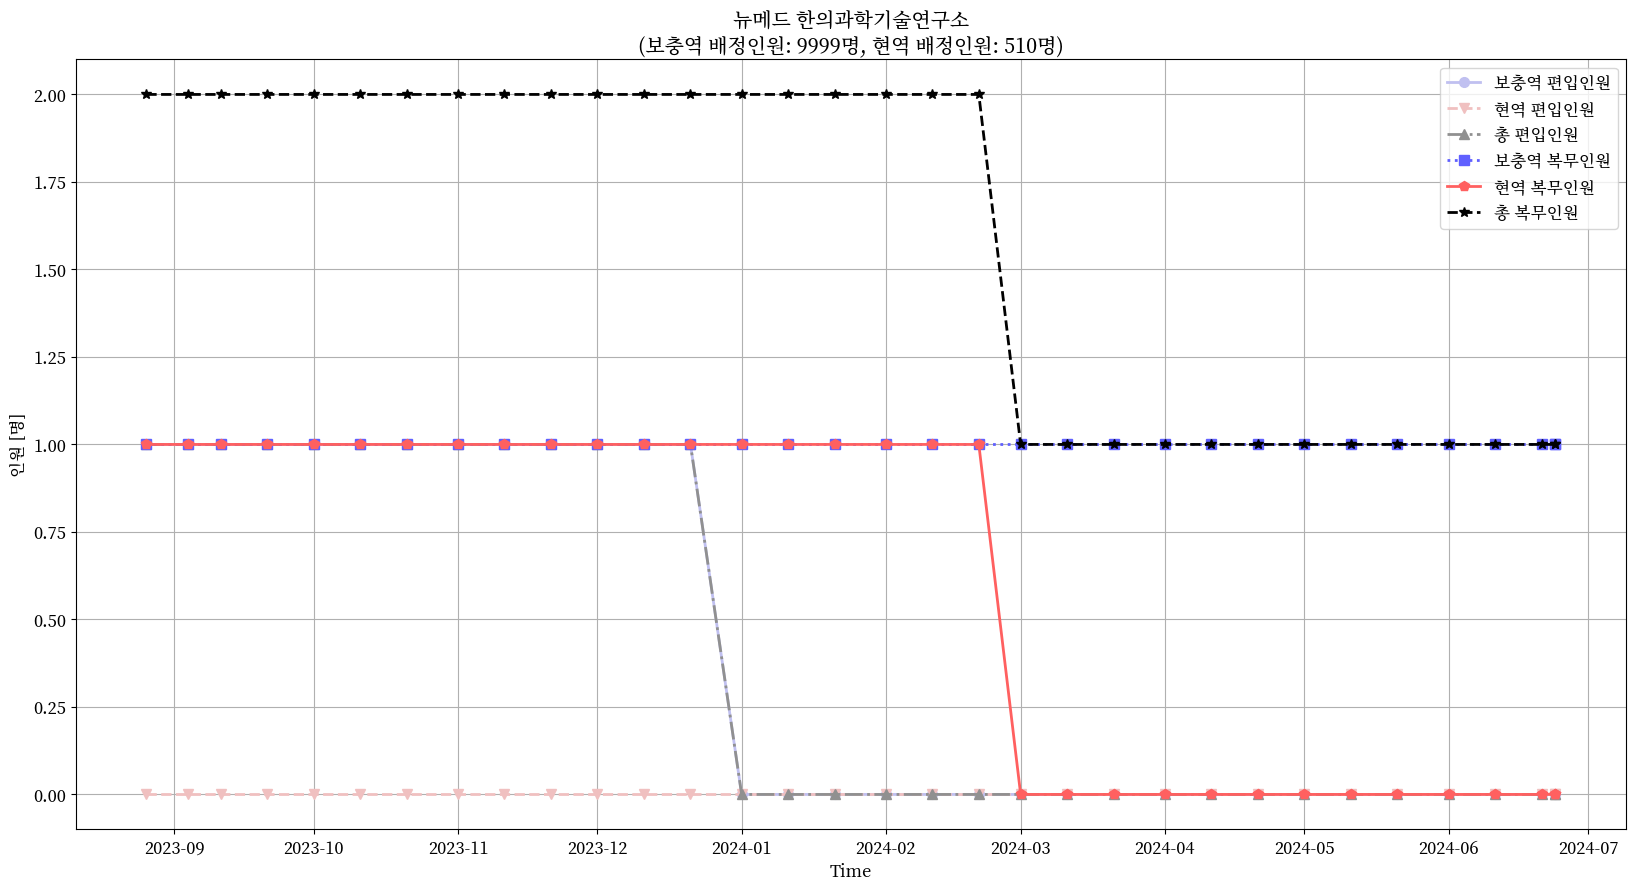 뉴메드 한의과학기술연구소
(보충역 배정인원: 9999명, 현역 배정인원: 510명)
보충역 편입인원
현역 편입인원
총 편입인원
보충역 복무인원
현역 복무인원
총 복무인원
2.00
1.75
1.50
1.25
1.00
0.75
0.50
0.25
0.00
인원 [명]
2023-09
2023-10
2023-11
2023-12
2024-01
2024-02
2024-03
2024-04
2024-05
2024-06
2024-07
Time